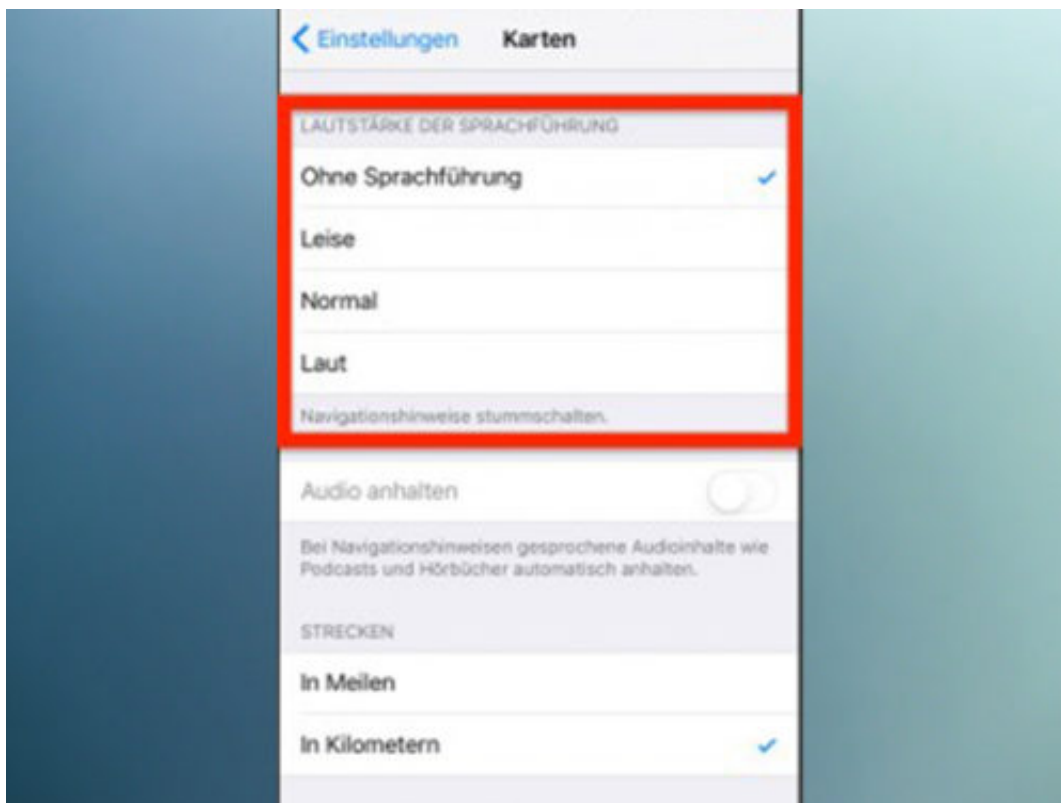 Einstellungen Karten
LAUTSTÄRKE DER SPRACHFÜHRUNG
Ohne Sprachführung
Leise
Normal
Laut
Navigationshinweise stummschalten.
Audio anhalten
Bei Navigationshinweisen gesprochene Audioinhalte wie
Podcasts und Hörbücher automatisch anhalten.
STRECKEN
In Meilen
In Kilometern